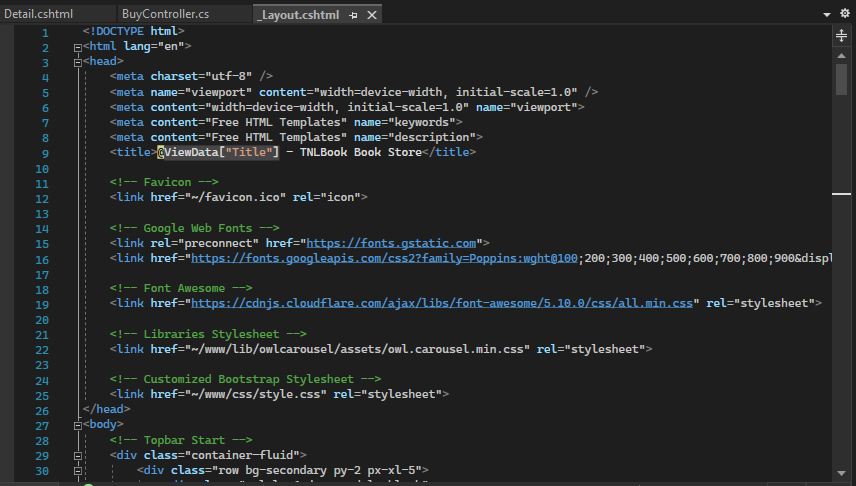 Detail.cshtml BuyController.cs _Layout.cshtml
1 <!DOCTYPE html>
2 <html lang="en">
3 <head>
4 <meta charset="utf-8" />
5 <meta name="viewport" content="width=device-width, initial-scale=1.0" />
6 <meta content="width=device-width, initial-scale=1.0" name="viewport">
7 <meta content="Free HTML Templates" name="keywords">
8 <meta content="Free HTML Templates" name="description">
9 <title>@ViewData["Title"] - TNLBook Book Store</title>
10
11 <!-- Favicon -->
12 <link href="~/favicon.ico" rel="icon">
13
14 <!-- Google Web Fonts -->
15 <link rel="preconnect" href="https://fonts.gstatic.com">
16 <link href="https://fonts.googleapis.com/css2?family=Poppins:wght@100;200;300;400;500;600;700;800;900&displ
17
18 <!-- Font Awesome -->
19 <link href="https://cdnjs.cloudflare.com/ajax/libs/font-awesome/5.10.0/css/all.min.css" rel="stylesheet">
20
21 <!-- Libraries Stylesheet -->
22 <link href="~/www/lib/owlcarousel/assets/owl.carousel.min.css" rel="stylesheet">
23
24 <!-- Customized Bootstrap Stylesheet -->
25 <link href="~/www/css/style.css" rel="stylesheet">
26 </head>
27 <body>
28 <!-- Topbar Start -->
29 <div class="container-fluid">
30 <div class="row bg-secondary py-2 px-xl-5">